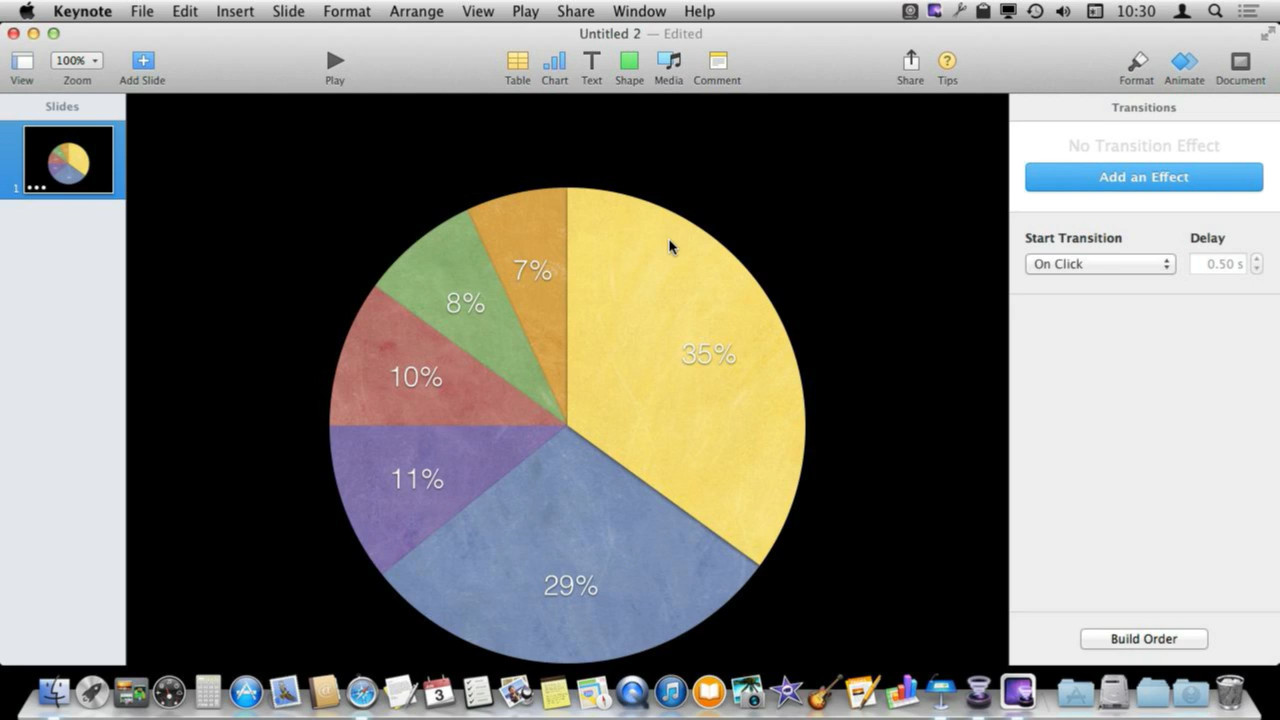 Keynote File Edit Insert Slide Format Arrange View Play Share Window Help 10:30
Untitled 2 — Edited
100%
View Zoom Add Slide Play Table Chart Text Shape Media Comment Share Tips Format Animate Document
Slides
Transitions
No Transition Effect
Add an Effect
1
Start Transition Delay
On Click 0.50 s
7%
8%
35%
10%
11%
29%
Build Order
3